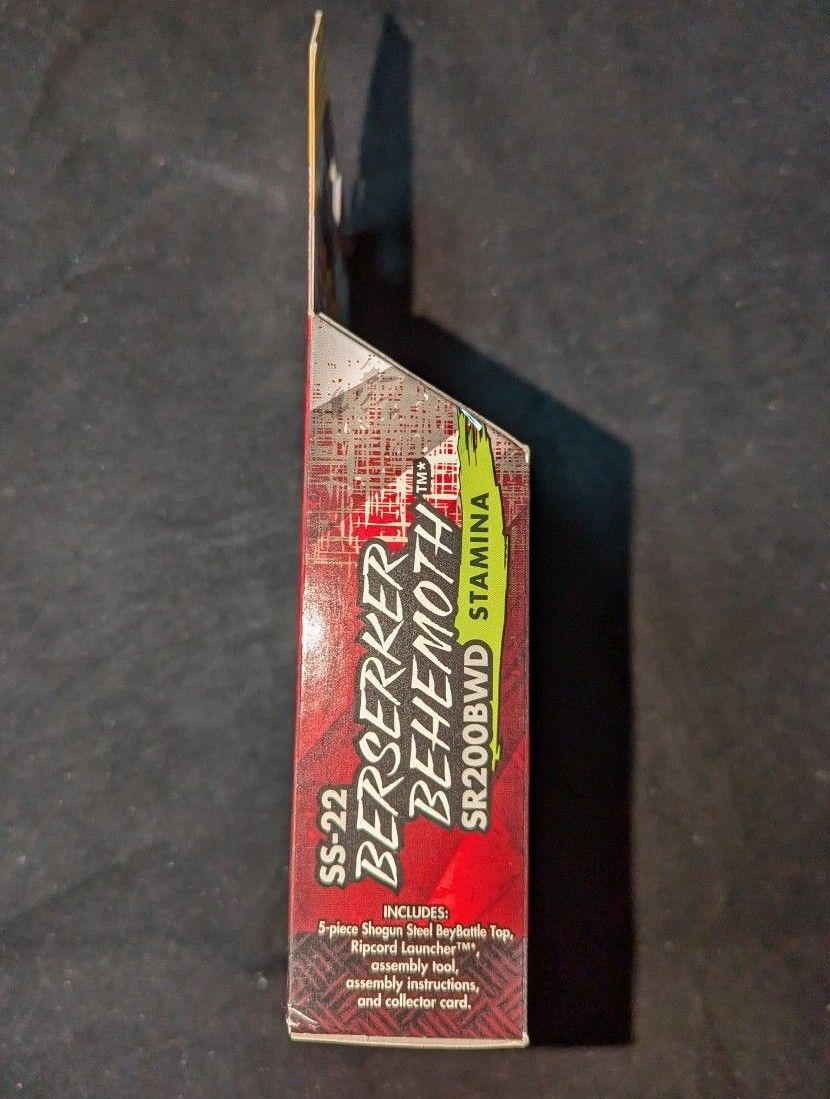 SS-22
BERSERKER
BEHEMOTH™*
SR200BWD STAMINA
INCLUDES:
5-piece Shogun Steel BeyBattle Top,
Ripcord Launcher™*,
assembly tool,
assembly instructions,
and collector card.